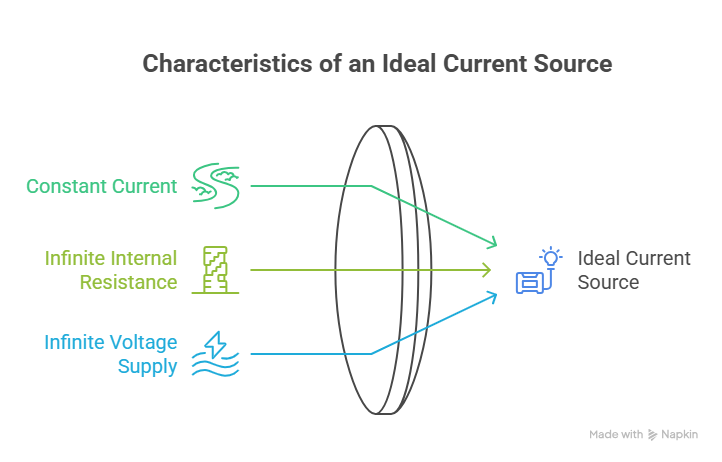 Characteristics of an Ideal Current Source
Constant Current
Infinite Internal
Resistance
Ideal Current
Source
Infinite Voltage
Supply
Made with Napkin